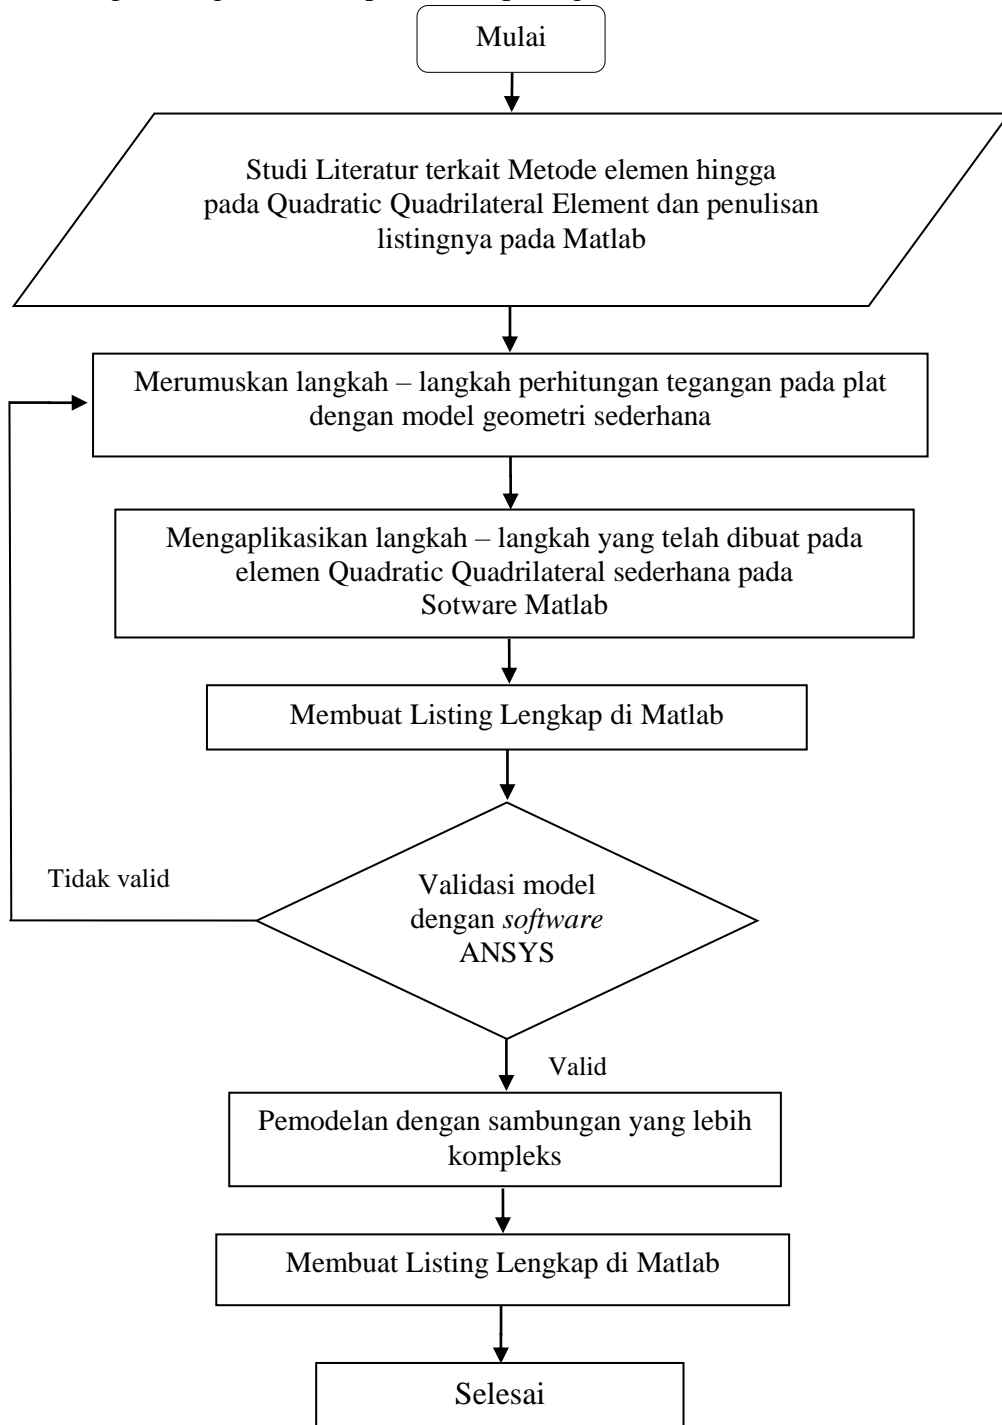 Mulai
Studi Literatur terkait Metode elemen hingga
pada Quadratic Quadrilateral Element dan penulisan
listingnya pada Matlab
Merumuskan langkah – langkah perhitungan tegangan pada plat
dengan model geometri sederhana
Mengaplikasikan langkah – langkah yang telah dibuat pada
elemen Quadratic Quadrilateral sederhana pada
Sotware Matlab
Membuat Listing Lengkap di Matlab
Tidak valid
Validasi model
dengan software
ANSYS
Valid
Pemodelan dengan sambungan yang lebih
kompleks
Membuat Listing Lengkap di Matlab
Selesai